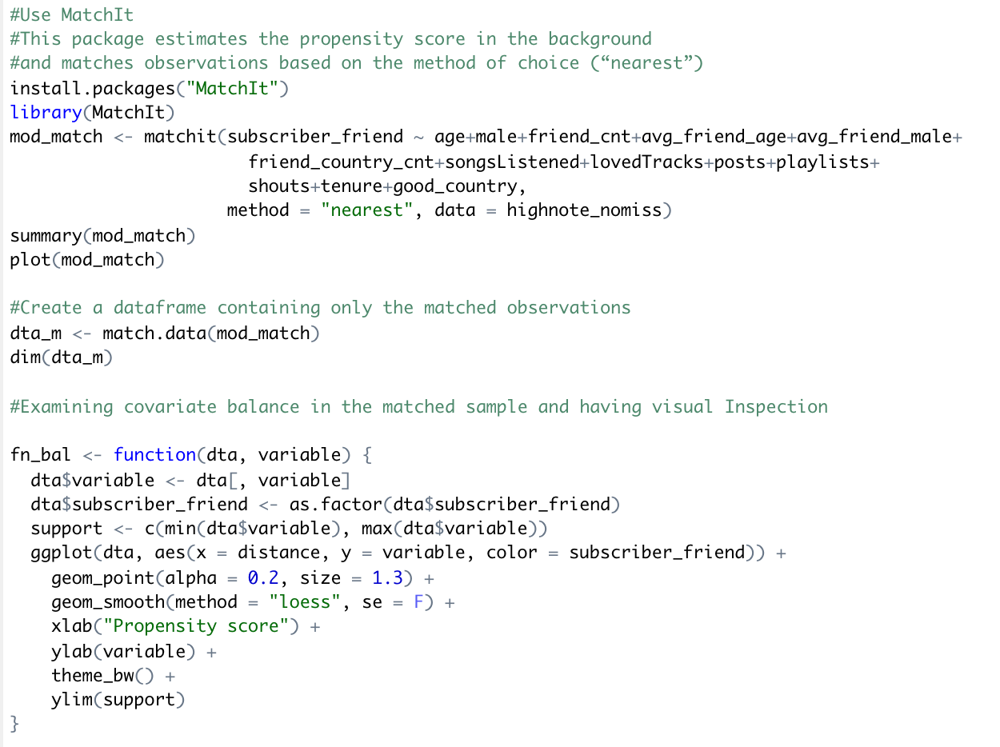 #Use MatchIt
#This package estimates the propensity score in the background
#and matches observations based on the method of choice (“nearest”)
install.packages("MatchIt")
library(MatchIt)
mod_match <- matchit(subscriber_friend ~ age+male+friend_cnt+avg_friend_age+avg_friend_male+
                       friend_country_cnt+songsListened+lovedTracks+posts+playlists+
                       shouts+tenure+good_country,
                     method = "nearest", data = highnote_nomiss)
summary(mod_match)
plot(mod_match)

#Create a dataframe containing only the matched observations
dta_m <- match.data(mod_match)
dim(dta_m)

#Examining covariate balance in the matched sample and having visual Inspection

fn_bal <- function(dta, variable) {
  dta$variable <- dta[, variable]
  dta$subscriber_friend <- as.factor(dta$subscriber_friend)
  support <- c(min(dta$variable), max(dta$variable))
  ggplot(dta, aes(x = distance, y = variable, color = subscriber_friend)) +
    geom_point(alpha = 0.2, size = 1.3) +
    geom_smooth(method = "loess", se = F) +
    xlab("Propensity score") +
    ylab(variable) +
    theme_bw() +
    ylim(support)
}